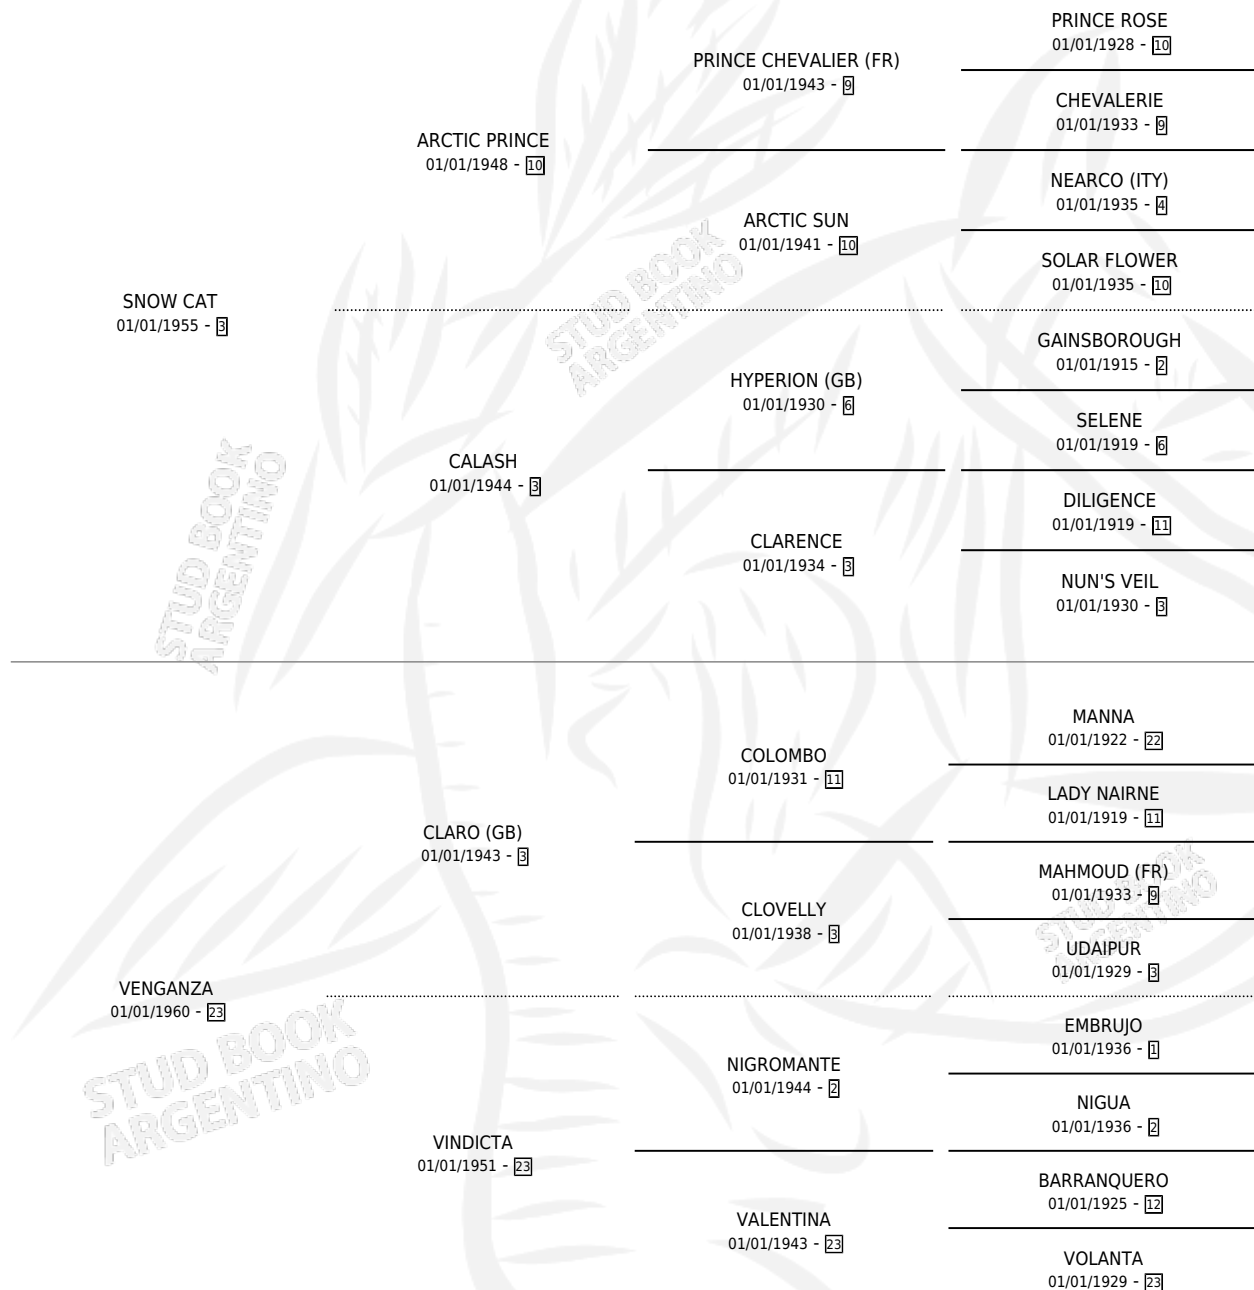 PRINCE ROSE
01/01/1928 - 10
PRINCE CHEVALIER (FR)
01/01/1943 - 9
CHEVALERIE
01/01/1933 - 9
ARCTIC PRINCE
01/01/1948 - 10
NEARCO (ITY)
01/01/1935 - 4
ARCTIC SUN
01/01/1941 - 10
SOLAR FLOWER
01/01/1935 - 10
STUD BOOK
ARGENTINO
SNOW CAT
01/01/1955 - 3
GAINSBOROUGH
01/01/1915 - 2
HYPERION (GB)
01/01/1930 - 6
SELENE
01/01/1919 - 6
CALASH
01/01/1944 - 3
DILIGENCE
01/01/1919 - 11
CLARENCE
01/01/1934 - 3
NUN'S VEIL
01/01/1930 - 3
STUD BOOK
ARGENTINO
MANNA
01/01/1922 - 22
COLOMBO
01/01/1931 - 11
LADY NAIRNE
01/01/1919 - 11
CLARO (GB)
01/01/1943 - 3
MAHMOUD (FR)
01/01/1933 - 9
CLOVELLY
01/01/1938 - 3
UDAIPUR
01/01/1929 - 3
STUD BOOK
ARGENTINO
VENGANZA
01/01/1960 - 23
EMBRUJO
01/01/1936 - 1
NIGROMANTE
01/01/1944 - 2
NIGUA
01/01/1936 - 2
STUD BOOK
ARGENTINO
VINDICTA
01/01/1951 - 23
BARRANQUERO
01/01/1925 - 12
VALENTINA
01/01/1943 - 23
VOLANTA
01/01/1929 - 23